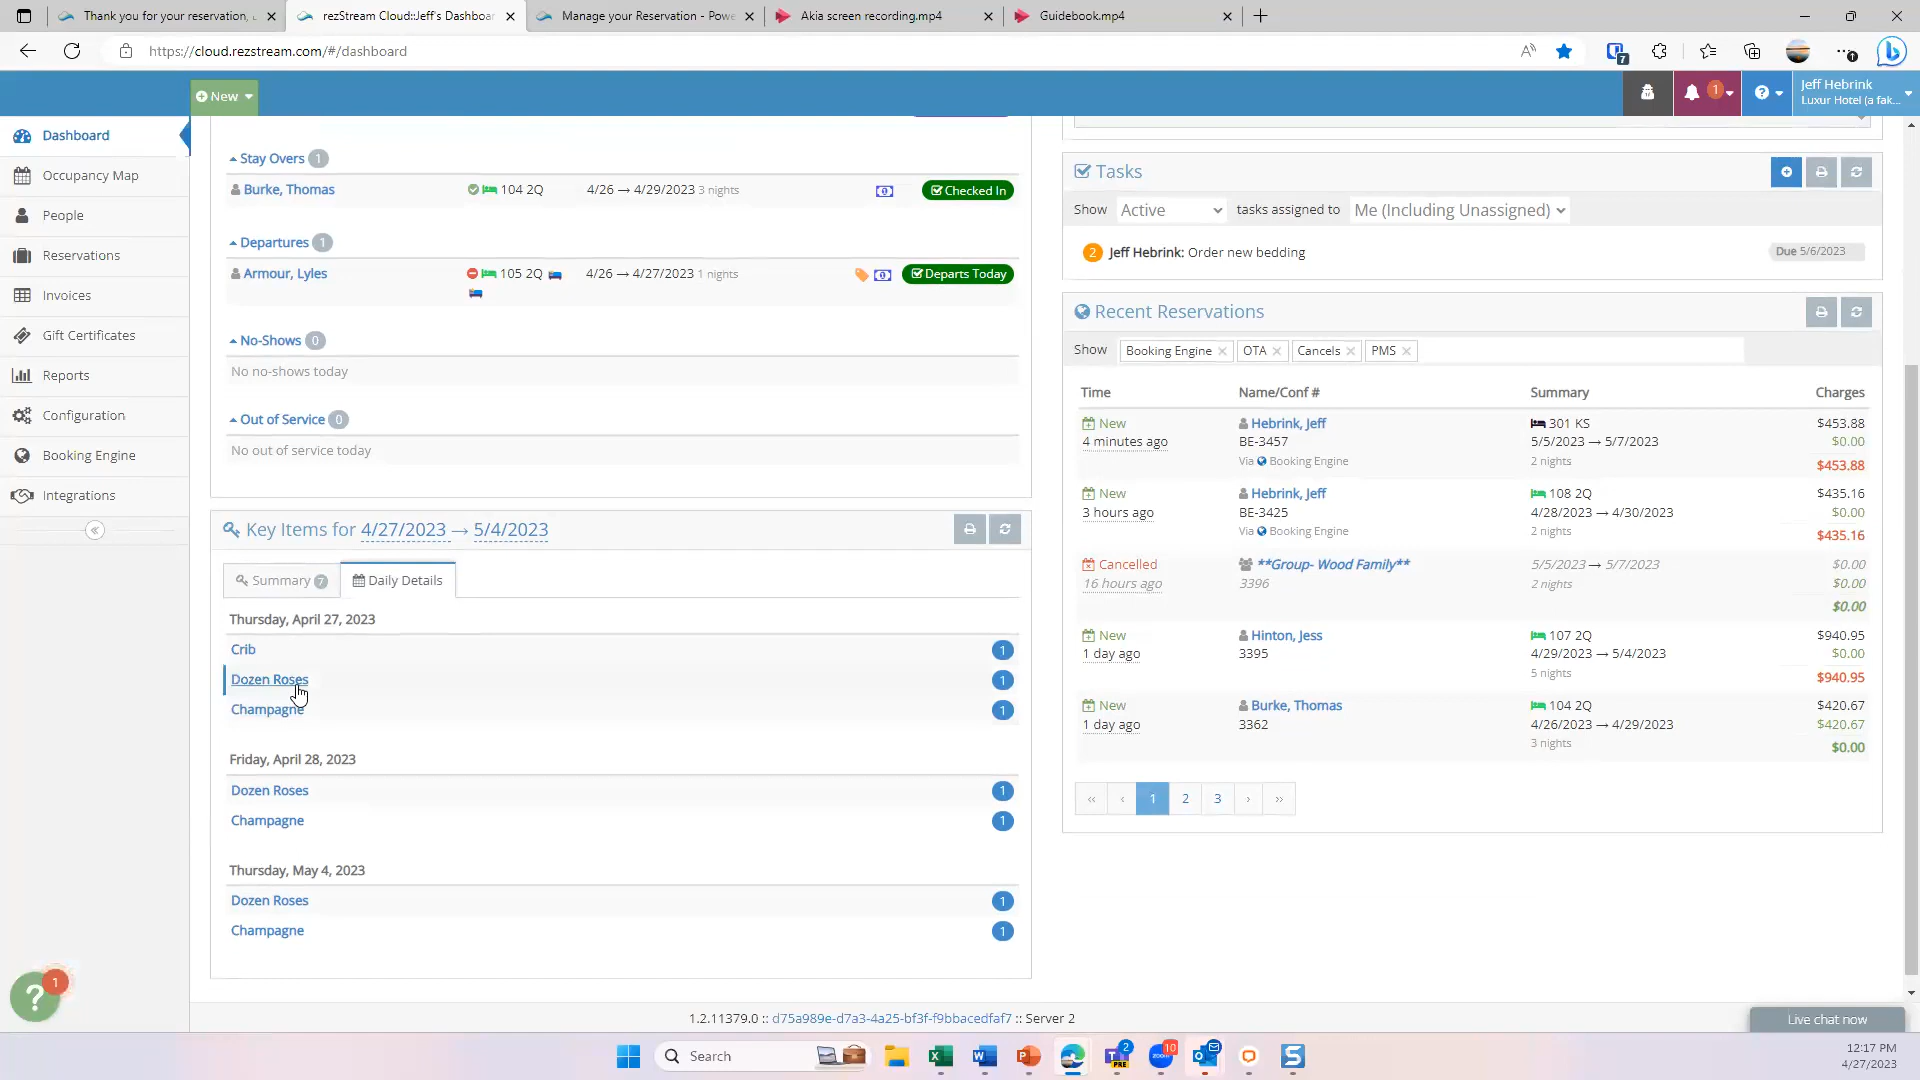 Thank you for your reservation,
rezStream Cloud::Jeff's Dashboar
Manage your Reservation - Powe
Akia screen recording.mp4
Guidebook.mp4
https://cloud.rezstream.com/#/dashboard
7
1
New
1
Jeff Hebrink
Luxur Hotel (a fak...
Dashboard
Occupancy Map
People
Reservations
Invoices
Gift Certificates
Reports
Configuration
Booking Engine
Integrations
Stay Overs 1
Burke, Thomas 104 2Q 4/26 → 4/29/2023 3 nights Checked In
Departures 1
Armour, Lyles 105 2Q 4/26 → 4/27/2023 1 nights Departs Today
No-Shows 0
No no-shows today
Out of Service 0
No out of service today
Key Items for 4/27/2023 → 5/4/2023
Summary 7 Daily Details
Thursday, April 27, 2023
Crib 1
Dozen Roses 1
Champagne 1
Friday, April 28, 2023
Dozen Roses 1
Champagne 1
Thursday, May 4, 2023
Dozen Roses 1
Champagne 1
Tasks
Show Active tasks assigned to Me (Including Unassigned)
2 Jeff Hebrink: Order new bedding Due 5/6/2023
Recent Reservations
Show Booking Engine × OTA × Cancels × PMS ×
Time Name/Conf # Summary Charges
New Hebrink, Jeff 301 KS $453.88
4 minutes ago BE-3457 5/5/2023 → 5/7/2023 $0.00
Via Booking Engine 2 nights $453.88
New Hebrink, Jeff 108 2Q $435.16
3 hours ago BE-3425 4/28/2023 → 4/30/2023 $0.00
Via Booking Engine 2 nights $435.16
Cancelled **Group- Wood Family** 5/5/2023 → 5/7/2023 $0.00
16 hours ago 3396 2 nights $0.00
$0.00
New Hinton, Jess 107 2Q $940.95
1 day ago 3395 4/29/2023 → 5/4/2023 $0.00
5 nights $940.95
New Burke, Thomas 104 2Q $420.67
1 day ago 3362 4/26/2023 → 4/29/2023 $420.67
3 nights $0.00
« ‹ 1 2 3 › »
? 1
1.2.11379.0 :: d75a989e-d7a3-4a25-bf3f-f9bbacedfaf7 :: Server 2
Live chat now
Search
2
PRE
zoom
10
12:17 PM
4/27/2023